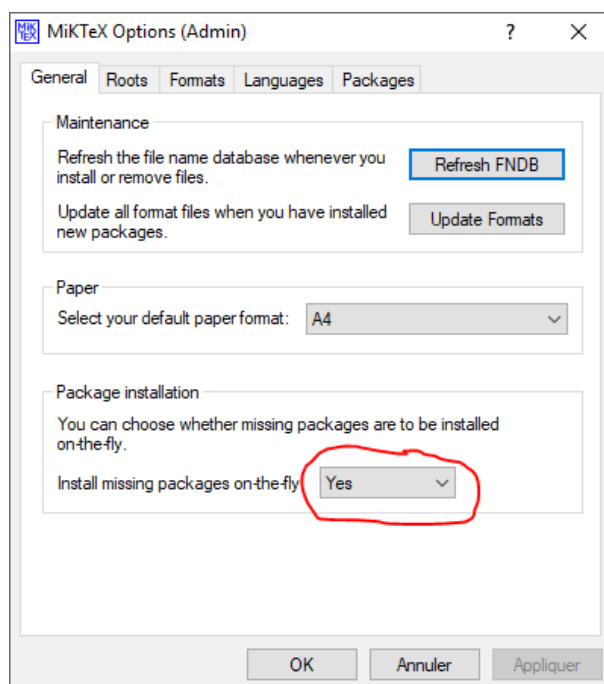 MiKTeX Options (Admin)
General Roots Formats Languages Packages
Maintenance
Refresh the file name database whenever you
install or remove files.
Refresh FNDB
Update all format files when you have installed
new packages.
Update Formats
Paper
Select your default paper format: A4
Package installation
You can choose whether missing packages are to be installed
on-the-fly.
Install missing packages on-the-fly Yes
OK Annuler Appliquer